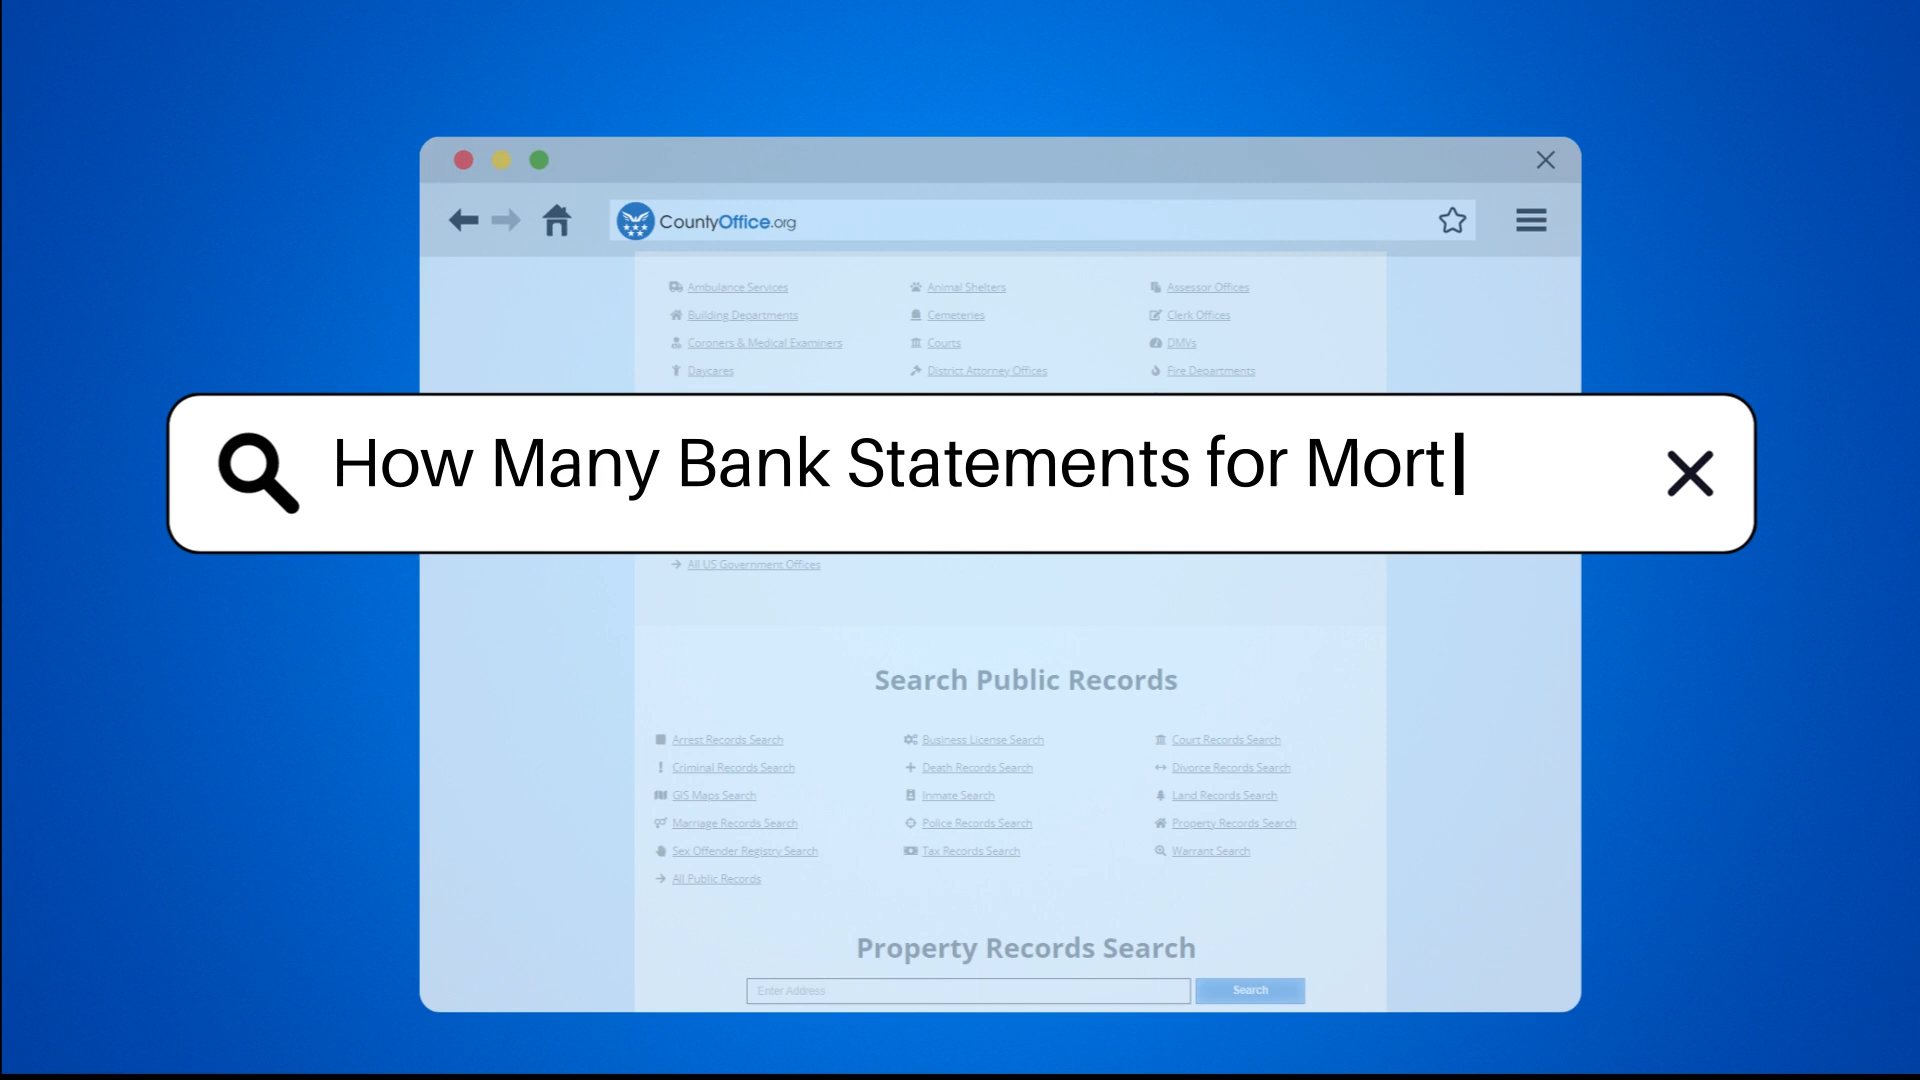 CountyOffice.org
Ambulance Services Animal Shelters Assessor Offices
Building Departments Cemeteries Clerk Offices
Coroners & Medical Examiners Courts DMVs
Daycares District Attorney Offices Fire Departments
How Many Bank Statements for Mort
All US Government Offices
Search Public Records
Arrest Records Search Business License Search Court Records Search
Criminal Records Search Death Records Search Divorce Records Search
GIS Maps Search Inmate Search Land Records Search
Marriage Records Search Police Records Search Property Records Search
Sex Offender Registry Search Tax Records Search Warrant Search
All Public Records
Property Records Search
Enter Address Search